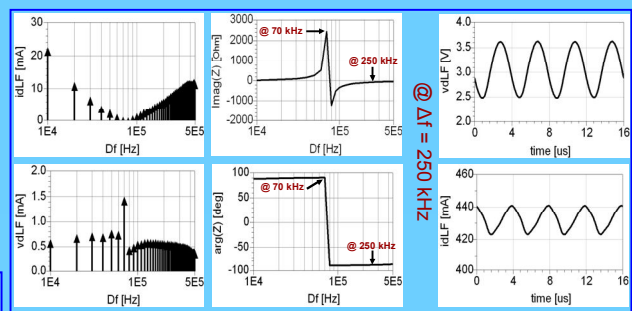 30
20
10
0
idLF [mA]
1E4
1E5
5E5
Df [Hz]
3000
2000
1000
0
-1000
-2000
Imag(Z) [Ohm]
@ 70 kHz
@ 250 kHz
1E4
1E5
5E5
Df [Hz]
@ Δf = 250 kHz
4.0
3.5
3.0
2.5
2.0
vdLF [V]
0
4
8
12
16
time [us]
2.0
1.5
1.0
0.5
0.0
vdLF [mA]
1E4
1E5
5E5
Df [Hz]
100
50
0
-50
-100
arg(Z) [deg]
@ 70 kHz
@ 250 kHz
1E4
1E5
5E5
Df [Hz]
460
440
420
400
idLF [mA]
0
4
8
12
16
time [us]